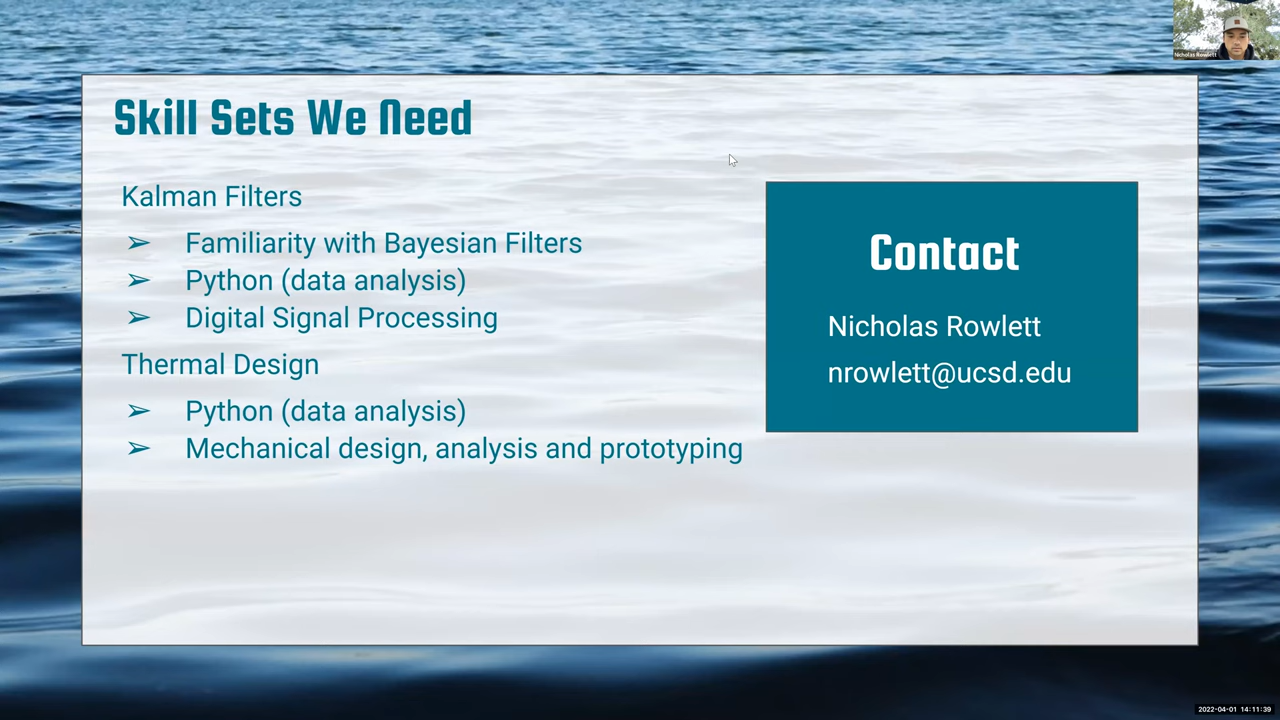 Nicholas Rowlett
Skill Sets We Need
Kalman Filters
➢ Familiarity with Bayesian Filters
➢ Python (data analysis)
➢ Digital Signal Processing
Thermal Design
➢ Python (data analysis)
➢ Mechanical design, analysis and prototyping
Contact
Nicholas Rowlett
nrowlett@ucsd.edu
2022-04-01 14:11:39